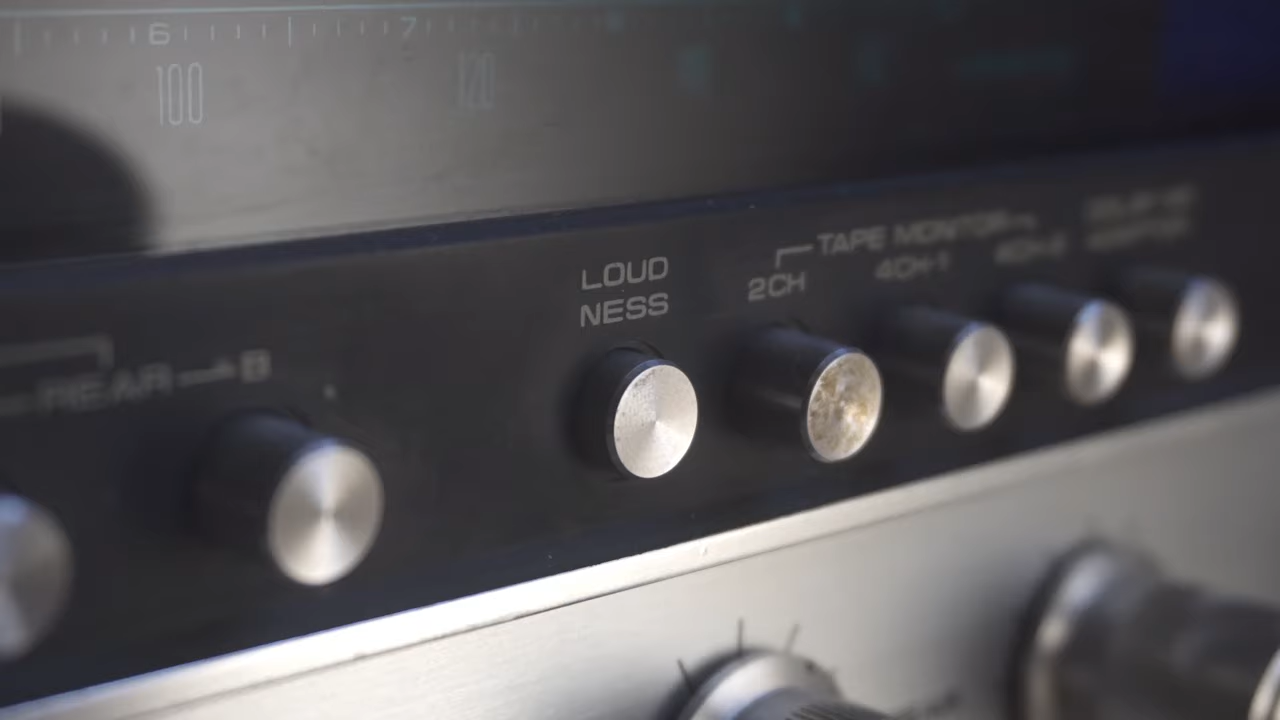 6 7
100 120
LOUD
NESS
TAPE MONITOR
2CH 4CH-1 4CH-2
REAR B